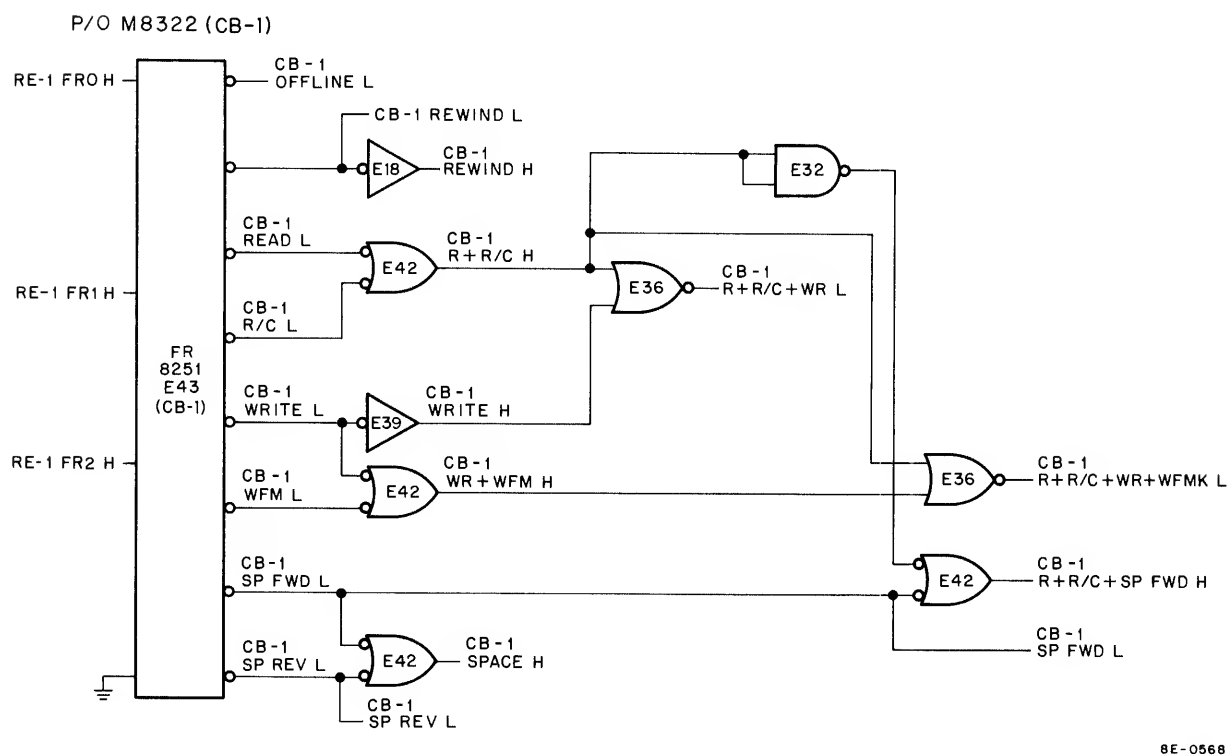 P/O M8322 (CB-1)
RE-1 FR0 H
CB-1
OFFLINE L
CB-1 REWIND L
E18
CB-1
REWIND H
E32
CB-1
READ L
E42
CB-1
R+R/C H
RE-1 FR1 H
E36
CB-1
R+R/C+WR L
CB-1
R/C L
FR
8251
E43
(CB-1)
CB-1
WRITE L
E39
CB-1
WRITE H
RE-1 FR2 H
CB-1
WFM L
E42
CB-1
WR+WFM H
E36
CB-1
R+R/C+WR+WFMK L
CB-1
SP FWD L
E42
CB-1
R+R/C+SP FWD H
CB-1
SP REV L
E42
CB-1
SPACE H
CB-1
SP FWD L
CB-1
SP REV L
8E-0568